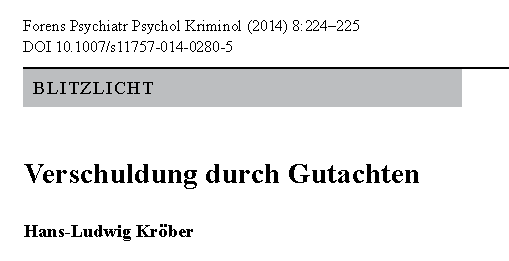 Forens Psychiatr Psychol Kriminol (2014) 8:224–225
DOI 10.1007/s11757-014-0280-5
BLITZLICHT
Verschuldung durch Gutachten
Hans-Ludwig Kröber